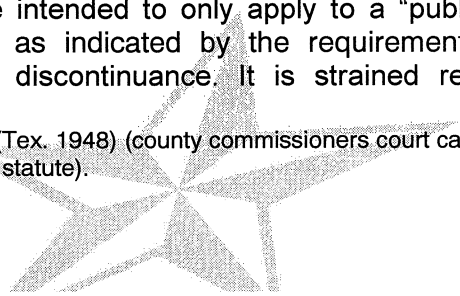 intended to only apply to a "publ
as indicated by the requirement
discontinuance. It is strained re
(Tex. 1948) (county commissioners court ca
statute).